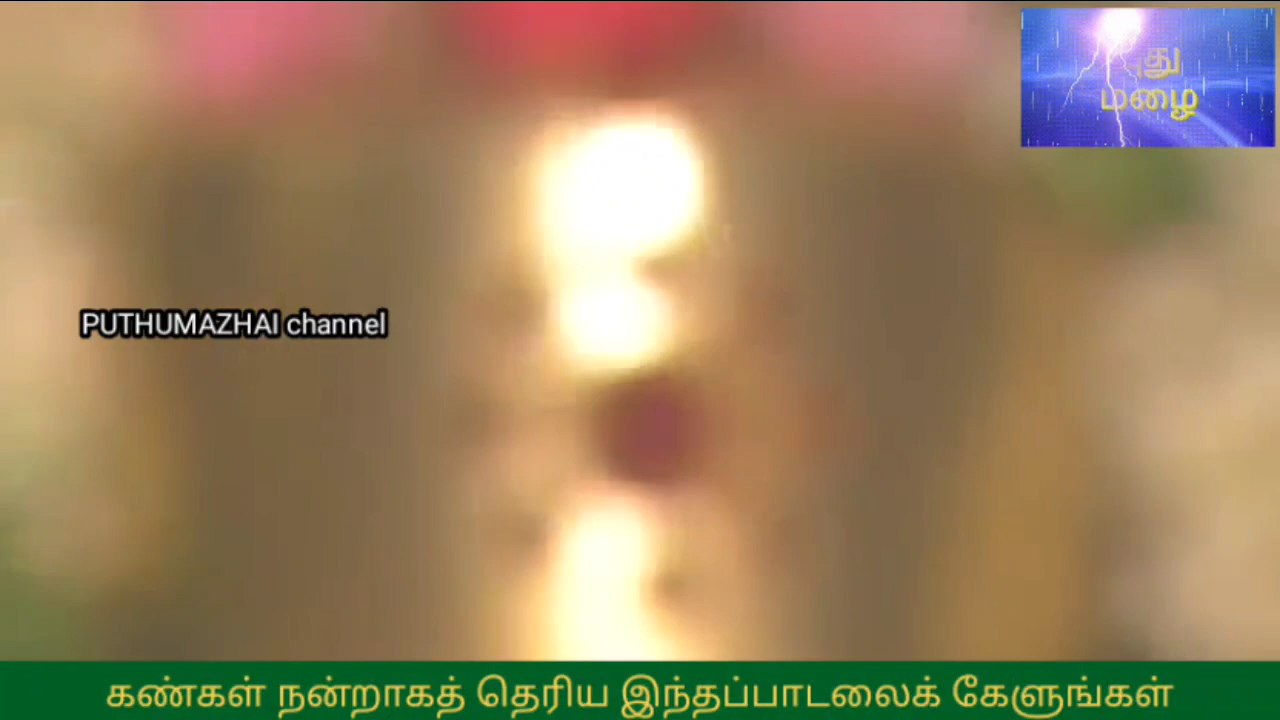 து
மழை
PUTHUMAZHAI channel
கண்கள் நன்றாகத் தெரிய இந்தப்பாடலைக் கேளுங்கள்